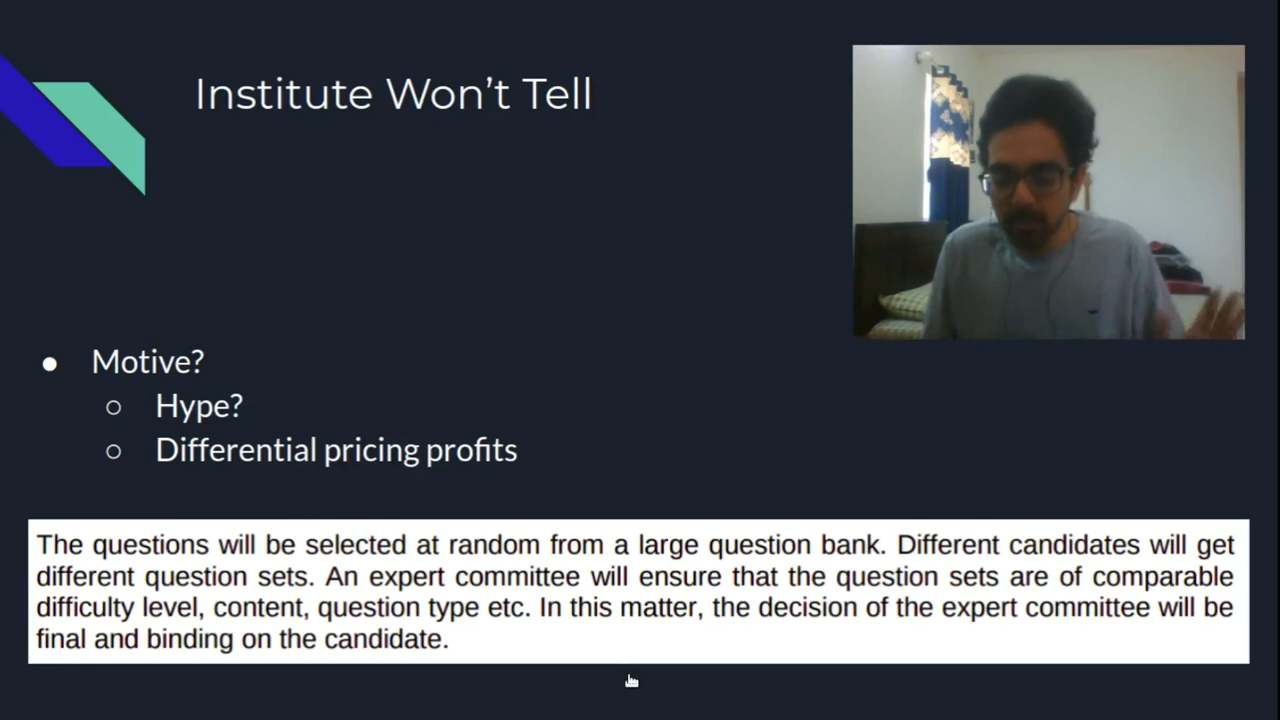 Institute Won’t Tell
● Motive?
○ Hype?
○ Differential pricing profits
The questions will be selected at random from a large question bank. Different candidates will get
different question sets. An expert committee will ensure that the question sets are of comparable
difficulty level, content, question type etc. In this matter, the decision of the expert committee will be
final and binding on the candidate.